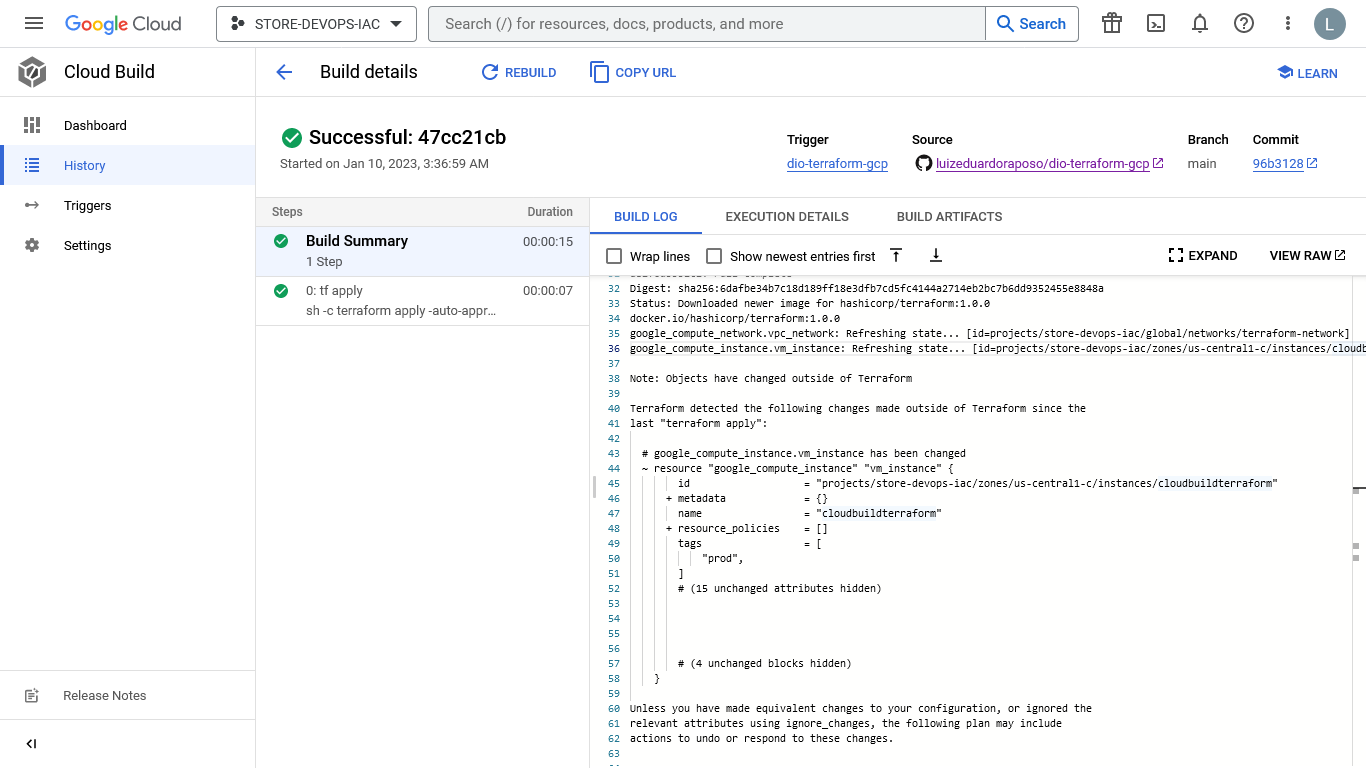 Google Cloud
STORE-DEVOPS-IAC
Search (/) for resources, docs, products, and more
Search
L
Cloud Build
Build details
REBUILD
COPY URL
LEARN
Dashboard
History
Triggers
Settings
Release Notes
Successful: 47cc21cb
Started on Jan 10, 2023, 3:36:59 AM
Trigger
dio-terraform-gcp
Source
luizeduardoraposo/dio-terraform-gcp
Branch
main
Commit
96b3128
Steps Duration
Build Summary 00:00:15
1 Step
0: tf apply 00:00:07
sh -c terraform apply -auto-appr…
BUILD LOG EXECUTION DETAILS BUILD ARTIFACTS
Wrap lines Show newest entries first EXPAND VIEW RAW
32 Digest: sha256:6dafbe34b7c18d189ff18e3dfb7cd5fc4144a2714eb2bc7b6dd9352455e8848a
33 Status: Downloaded newer image for hashicorp/terraform:1.0.0
34 docker.io/hashicorp/terraform:1.0.0
35 google_compute_network.vpc_network: Refreshing state... [id=projects/store-devops-iac/global/networks/terraform-network]
36 google_compute_instance.vm_instance: Refreshing state... [id=projects/store-devops-iac/zones/us-central1-c/instances/cloudb
37
38 Note: Objects have changed outside of Terraform
39
40 Terraform detected the following changes made outside of Terraform since the
41 last "terraform apply":
42
43 # google_compute_instance.vm_instance has been changed
44 ~ resource "google_compute_instance" "vm_instance" {
45 id = "projects/store-devops-iac/zones/us-central1-c/instances/cloudbuildterraform"
46 + metadata = {}
47 name = "cloudbuildterraform"
48 + resource_policies = []
49 tags = [
50 "prod",
51 ]
52 # (15 unchanged attributes hidden)
53
54
55
56
57 # (4 unchanged blocks hidden)
58 }
59
60 Unless you have made equivalent changes to your configuration, or ignored the
61 relevant attributes using ignore_changes, the following plan may include
62 actions to undo or respond to these changes.
63